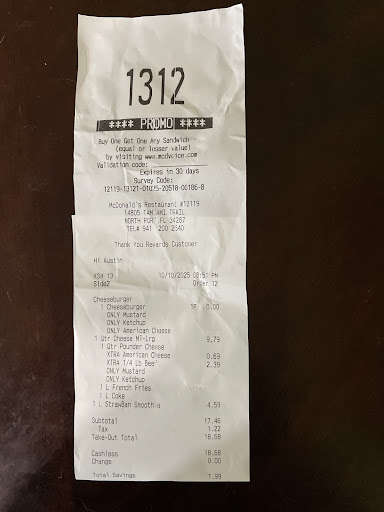 1312
**** PROMO ****
Buy One Get One Any Sandwich
(equal or lesser value)
by visiting www.mcdvoice.com
Validation code:
Expires in 30 days
Survey Code:
12119-13121-01025-20518-00186-8
McDonald's Restaurant #12119
14805 TAMIAMI TRAIL
NORTH PORT ,FL 34287
TEL# 941 200 2540
Thank You Rewards Customer
Hi Austin
KS# 13 10/10/2025 08:51 PM
Side2 Order 12
Cheeseburger
1 Cheeseburger 0.00
ONLY Mustard
ONLY Ketchup
ONLY American Cheese
1 Qtr Cheese Ml-Lrg 9.79
1 Qtr Pounder Cheese
XTRA American Cheese 0.69
XTRA 1/4 Lb Beef 2.39
ONLY Mustard
ONLY Ketchup
1 L French Fries
1 L Coke
1 L StrawBan Smoothie 4.59
Subtotal 17.46
Tax 1.22
Take-Out Total 18.68
Cashless 18.68
Change 0.00
Total Savings 1.99